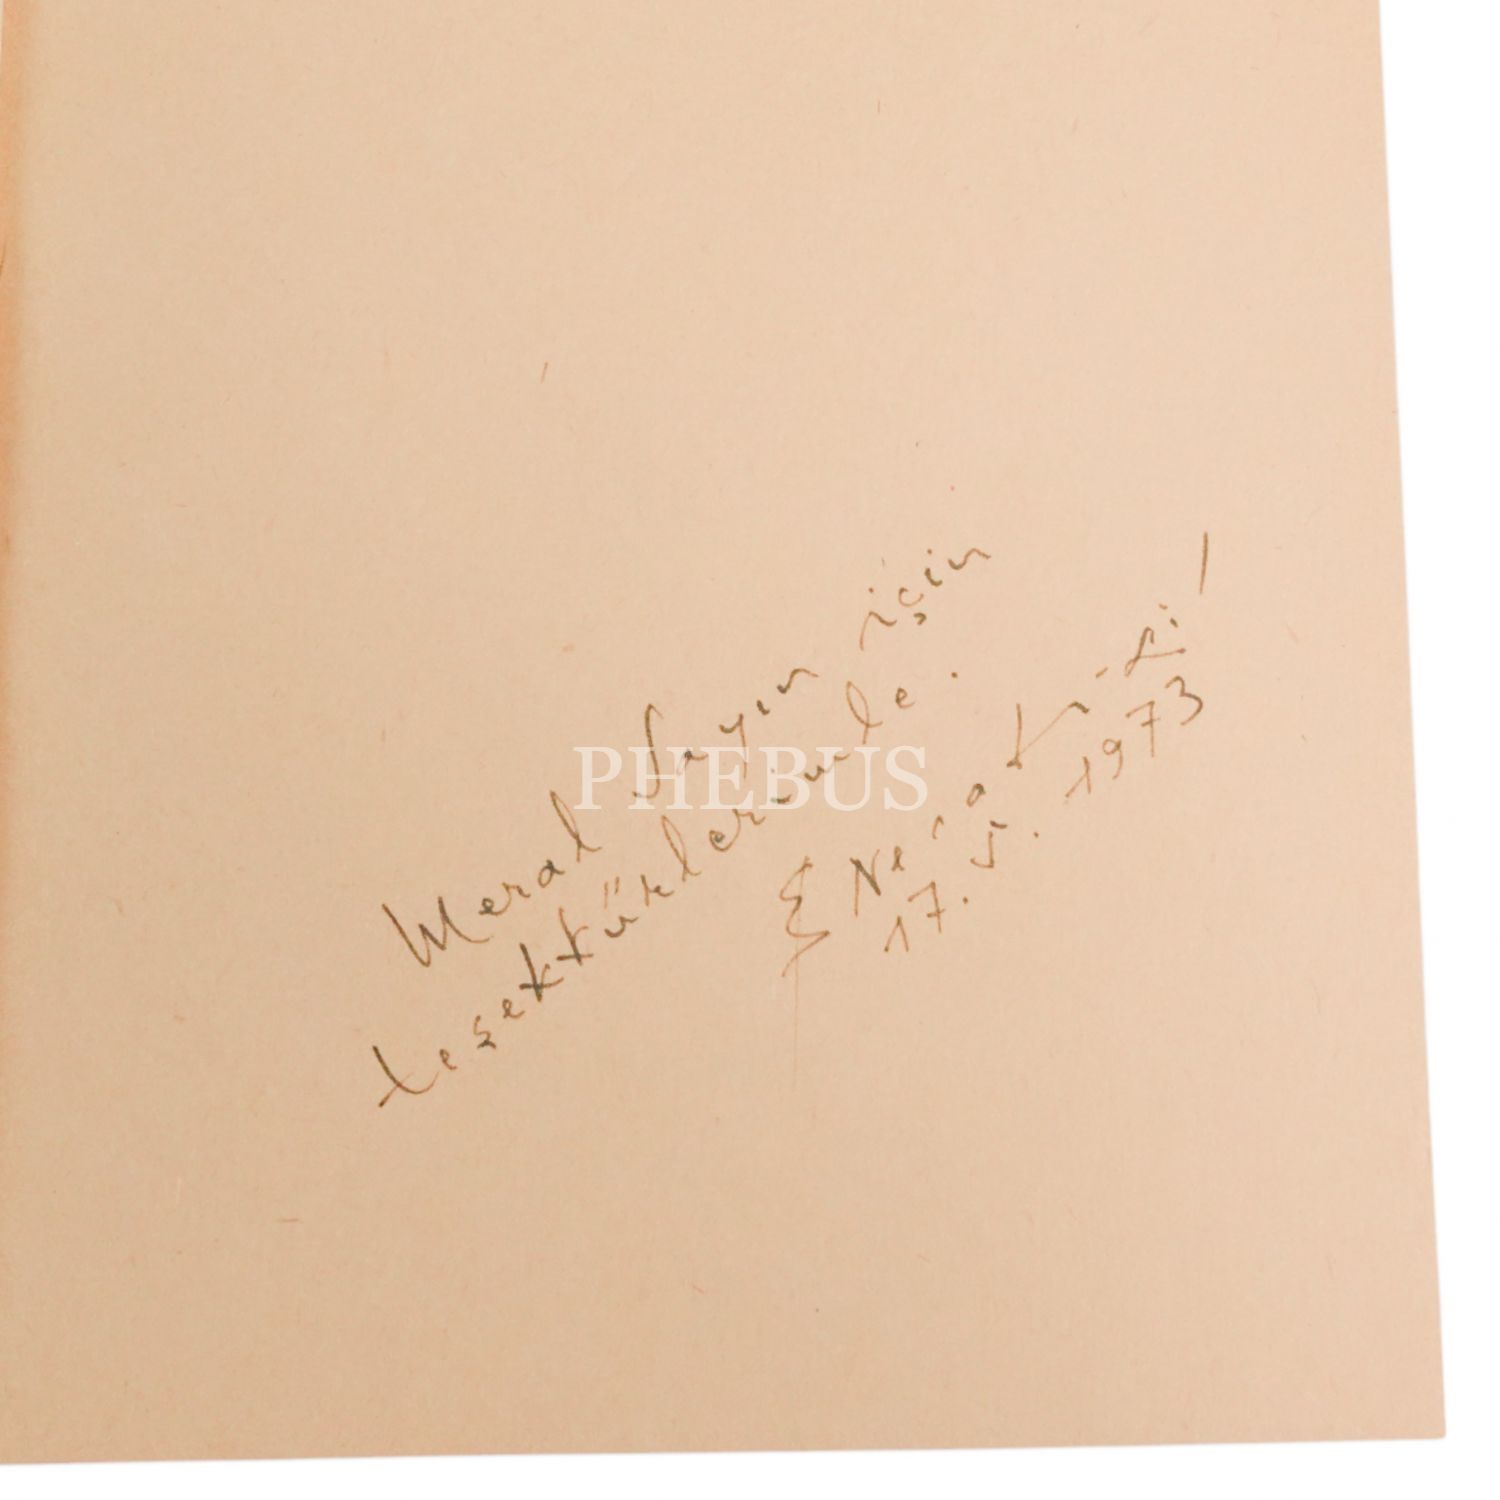 Meral Sayın için
teşekkürlerimle.
17.5.1973
PHEBUS